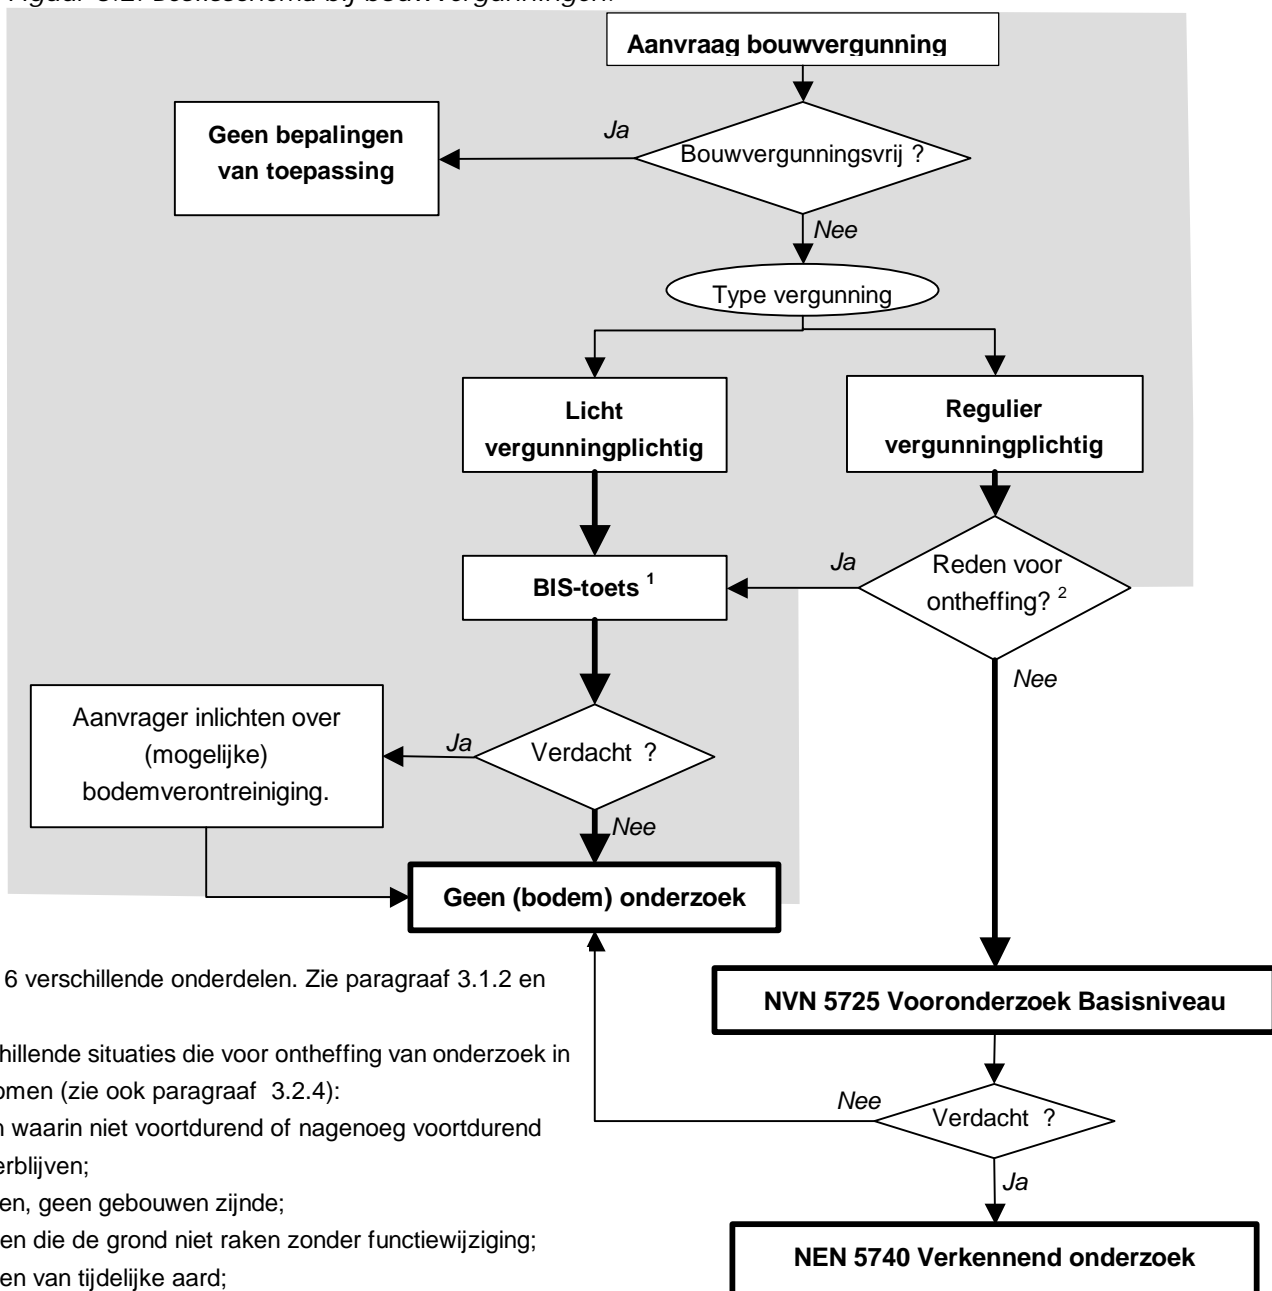 Aanvraag bouwvergunning
Geen bepalingen
van toepassing
Ja
Bouwvergunningsvrij ?
Nee
Type vergunning
Licht
vergunningplichtig
Regulier
vergunningplichtig
BIS-toets 1
Ja
Reden voor
ontheffing? 2
Nee
Aanvrager inlichten over
(mogelijke)
bodemverontreiniging.
Ja
Verdacht ?
Nee
Geen (bodem) onderzoek
6 verschillende onderdelen. Zie paragraaf 3.1.2 en
NVN 5725 Vooronderzoek Basisniveau
hillende situaties die voor ontheffing van onderzoek in
omen (zie ook paragraaf 3.2.4):
waarin niet voortdurend of nagenoeg voortdurend
erblijven;
en, geen gebouwen zijnde;
en die de grond niet raken zonder functiewijziging;
en van tijdelijke aard;
Nee
Verdacht ?
Ja
NEN 5740 Verkennend onderzoek